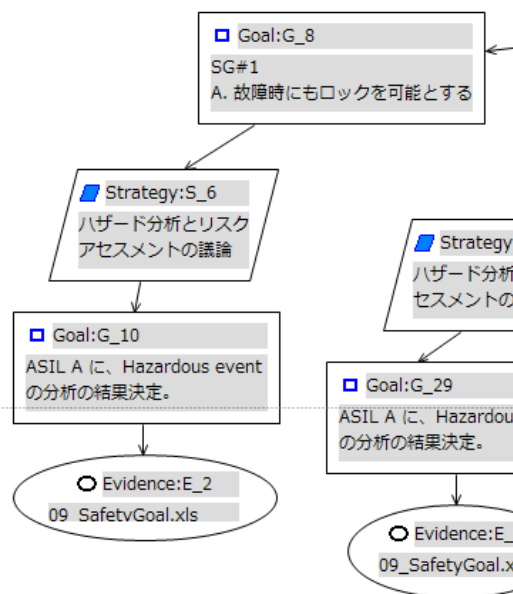 Goal:G_8
SG#1
A. 故障時にもロックを可能とする
Strategy:S_6
ハザード分析とリスク
アセスメントの議論
Goal:G_10
ASIL A に、Hazardous event
の分析の結果決定。
Evidence:E_2
09_SafetyGoal.xls
Strategy
ハザード分析
セスメントの
Goal:G_29
ASIL A に、Hazardou
の分析の結果決定。
Evidence:E_
09_SafetyGoal.x